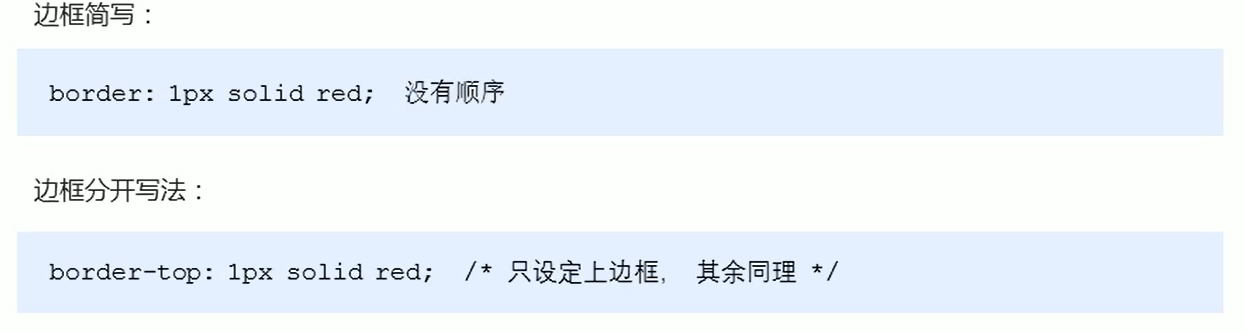 边框简写：
border: 1px solid red; 没有顺序
边框分开写法：
border-top: 1px solid red; /* 只设定上边框， 其余同理 */